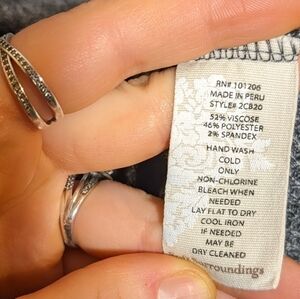 RN# 101206
MADE IN PERU
STYLE# 2CB20
52% VISCOSE
46% POLYESTER
2% SPANDEX
HAND WASH
COLD
ONLY
NON-CHLORINE
BLEACH WHEN
NEEDED
LAY FLAT TO DRY
COOL IRON
IF NEEDED
MAY BE
DRY CLEANED